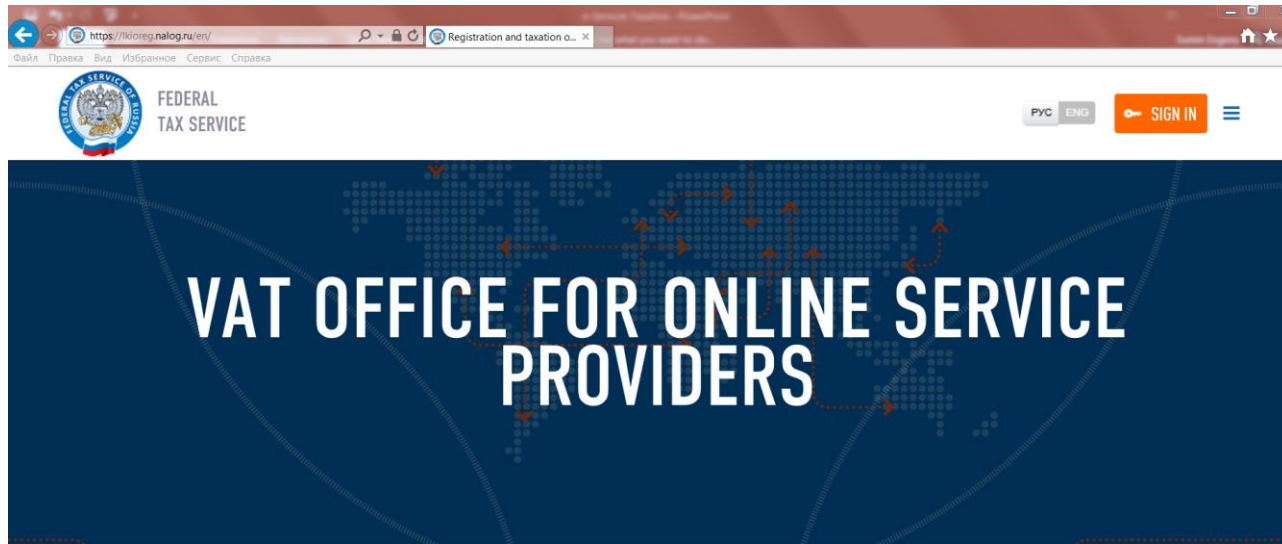 https://lkioreg.nalog.ru/en/
Registration and taxation o...
Файл Правка Вид Избранное Сервис Справка
FEDERAL TAX SERVICE OF RUSSIA
FEDERAL
TAX SERVICE
РУС ENG
SIGN IN
VAT OFFICE FOR ONLINE SERVICE
PROVIDERS